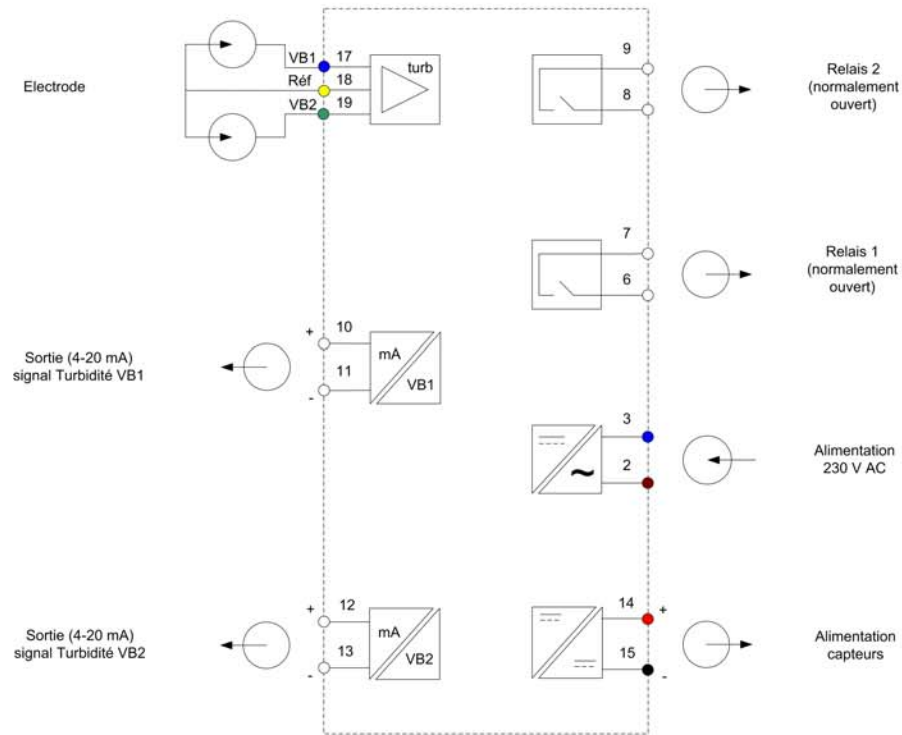 Electrode
VB1
17
Réf
18
VB2
19
turb
9
8
Relais 2
(normalement
ouvert)
7
6
Relais 1
(normalement
ouvert)
Sortie (4-20 mA)
signal Turbidité VB1
+
10
11
-
mA
VB1
3
2
~
Alimentation
230 V AC
Sortie (4-20 mA)
signal Turbidité VB2
+
12
13
-
mA
VB2
14
+
15
-
Alimentation
capteurs